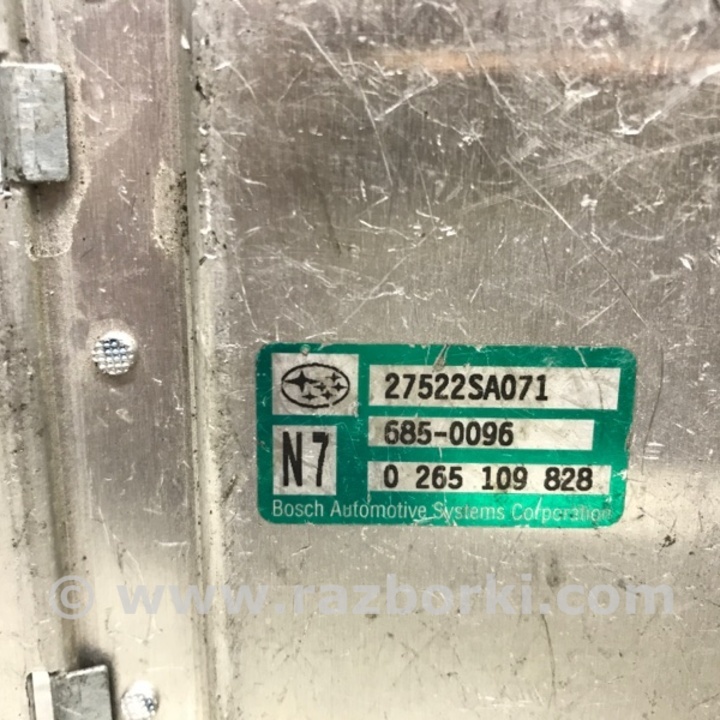 27522SA071
685-0096
N7
0 265 109 828
Bosch Automotive Systems Corporation
© www.razborki.com